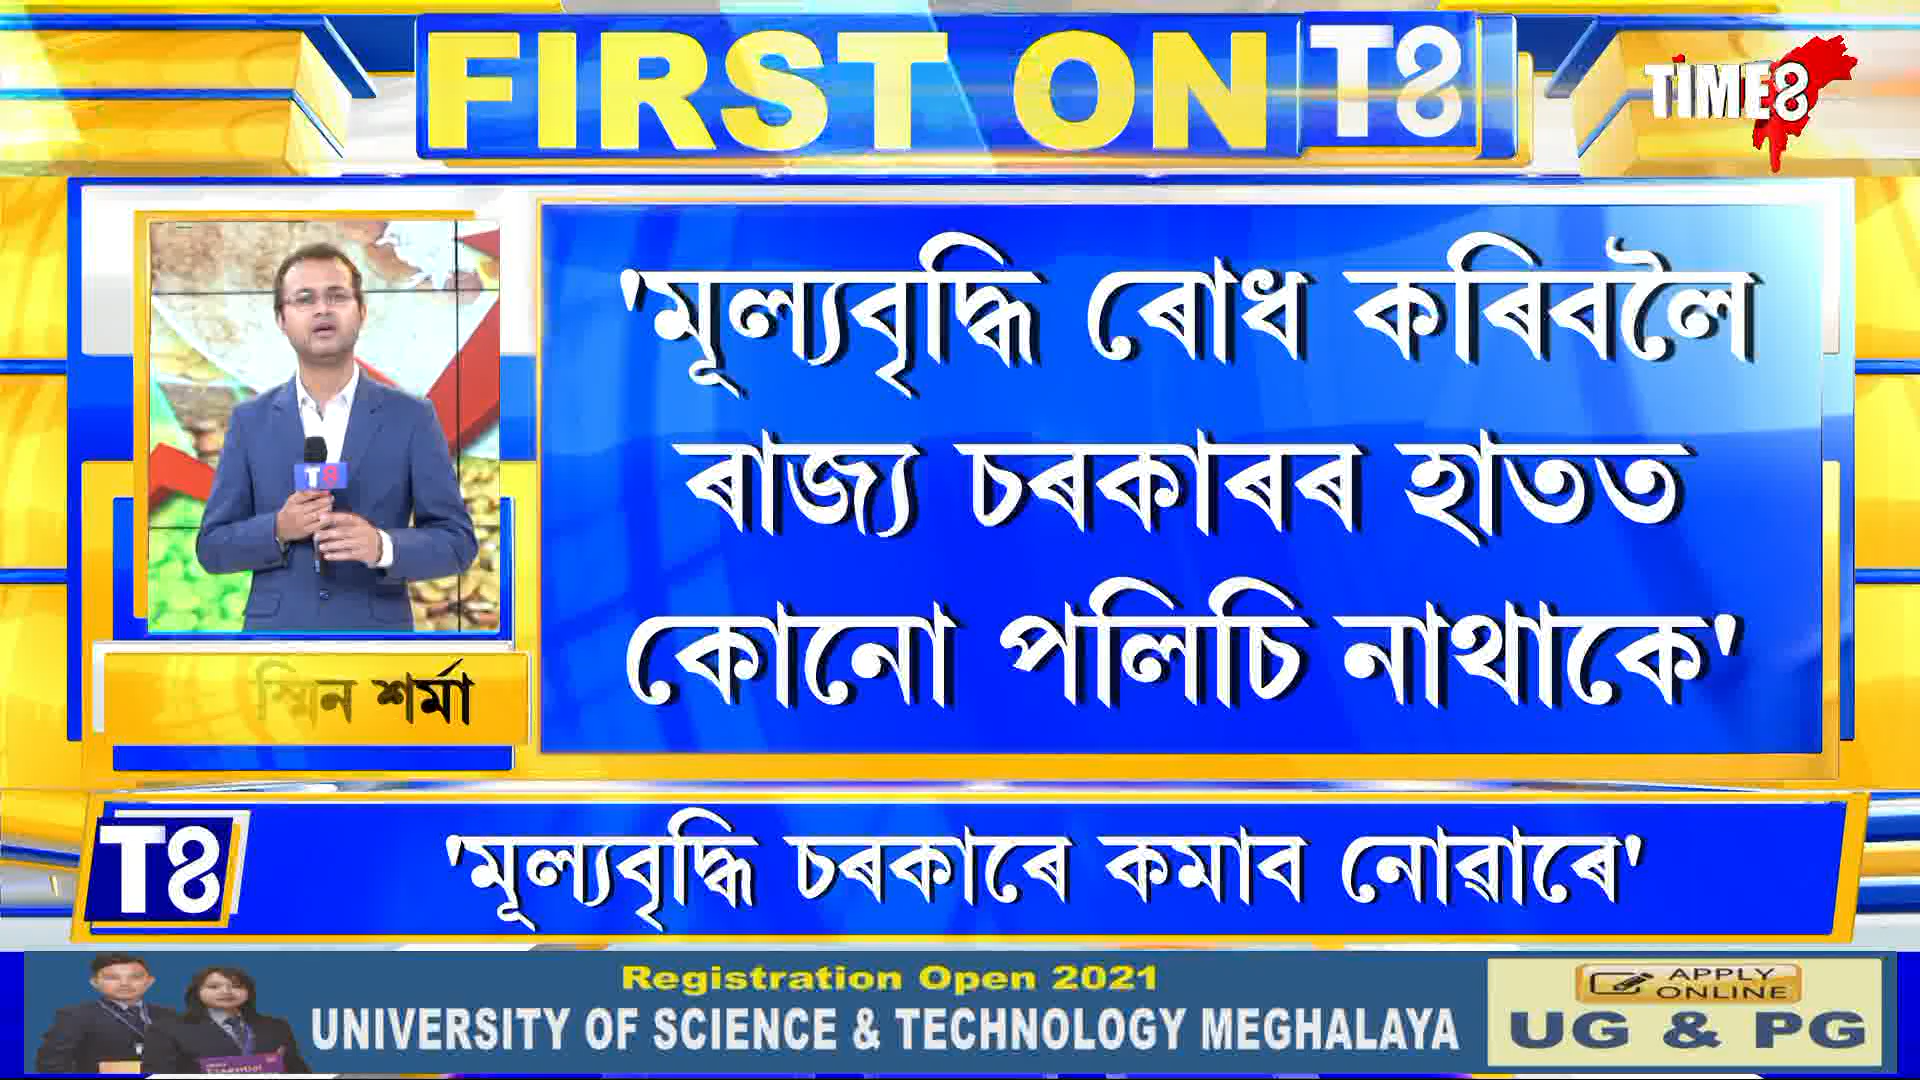 FIRST ON T8
TIME8
'মূল্যবৃদ্ধি ৰোধ কৰিবলৈ
ৰাজ্য চৰকাৰৰ হাতত
কোনো পলিচি নাথাকে'
T8
স্মিন শৰ্মা
T8
'মূল্যবৃদ্ধি চৰকাৰে কমাব নোৱাৰে'
Registration Open 2021
UNIVERSITY OF SCIENCE & TECHNOLOGY MEGHALAYA
APPLY
ONLINE
UG & PG